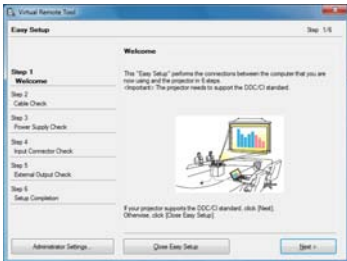 Virtual Remote Tool
Easy Setup
Step 1/6
Welcome
Step 1
Welcome
This "Easy Setup" performs the connections between the computer that you are
now using and the projector in 6 steps.
<Important> The projector needs to support the DDC/CI standard.
Step 2
Cable Check
Step 3
Power Supply Check
Step 4
Input Connector Check
Step 5
External Output Check
Step 6
Setup Completion
If your projector supports the DDC/CI standard, click [Next].
Otherwise, click [Close Easy Setup].
Administrator Settings...
Close Easy Setup
Next >